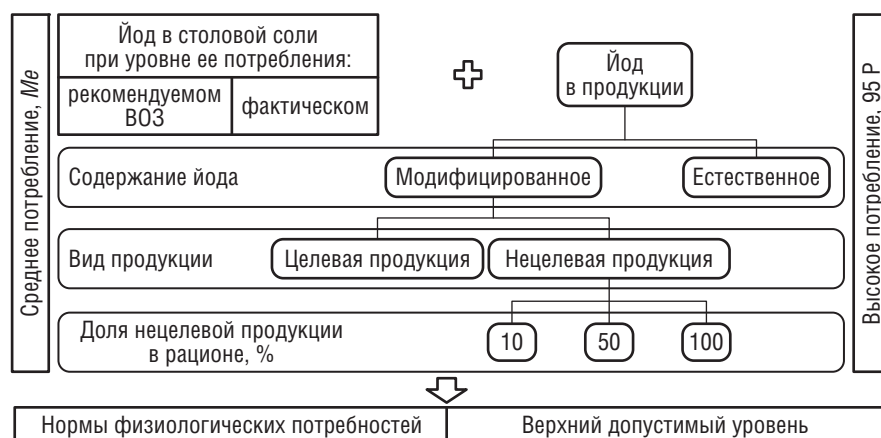 Среднее потребление, Me
Йод в столовой соли
при уровне ее потребления:
рекомендуемом
ВОЗ
фактическом
Йод
в продукции
Содержание йода
Модифицированное
Естественное
Вид продукции
Целевая продукция
Нецелевая продукция
Доля нецелевой продукции
в рационе, %
10
50
100
Высокое потребление, 95 Р
Нормы физиологических потребностей
Верхний допустимый уровень